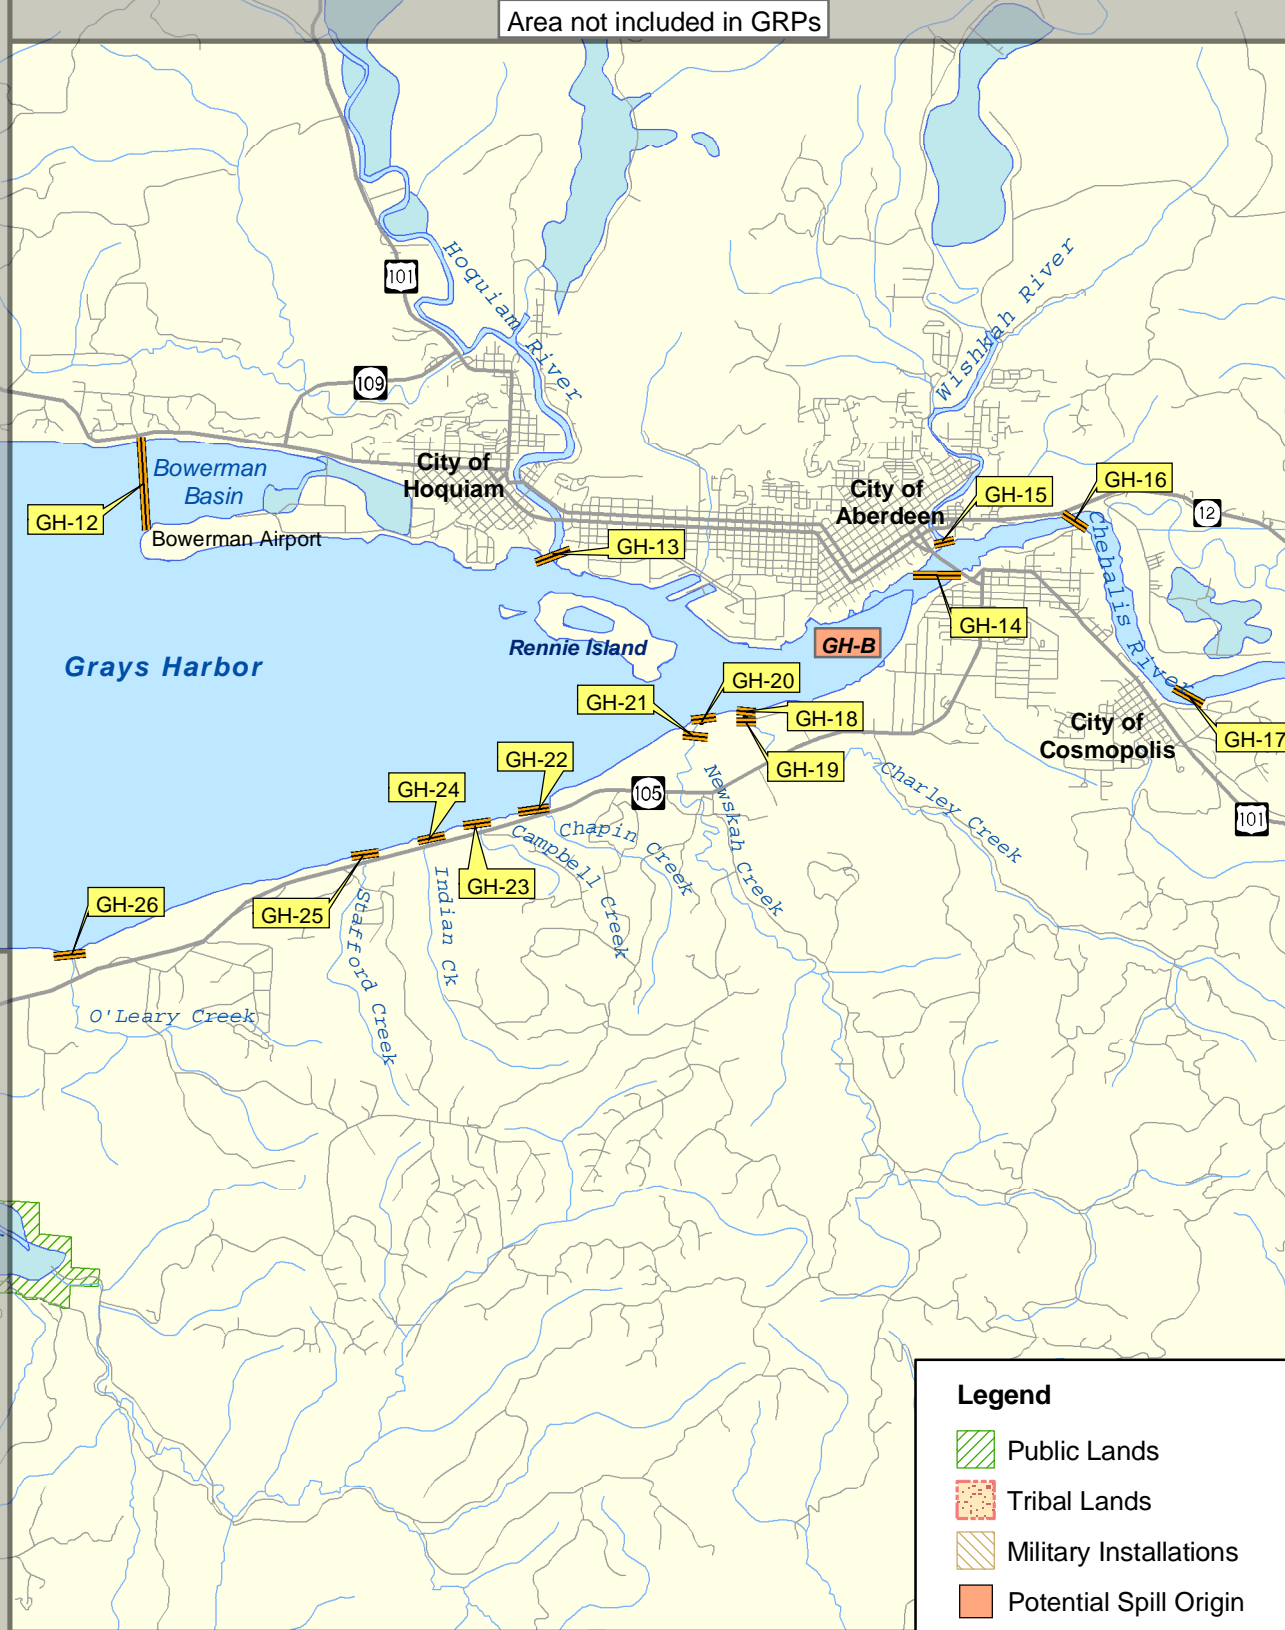 Area not included in GRPs
Hoquiam River
101
Wishkah River
109
Bowerman
Basin
City of
Hoquiam
City of
Aberdeen
GH-15
GH-16
12
GH-12
Bowerman Airport
GH-13
Chehalis River
GH-14
Rennie Island
GH-B
Grays Harbor
GH-20
GH-21
GH-18
City of
Cosmopolis
GH-17
GH-19
GH-22
GH-24
105
Newskah Creek
Charley Creek
101
Chapin Creek
Campbell Creek
GH-23
Indian Ck
GH-26
GH-25
Stafford Creek
O'Leary Creek
Legend
Public Lands
Tribal Lands
Military Installations
Potential Spill Origin